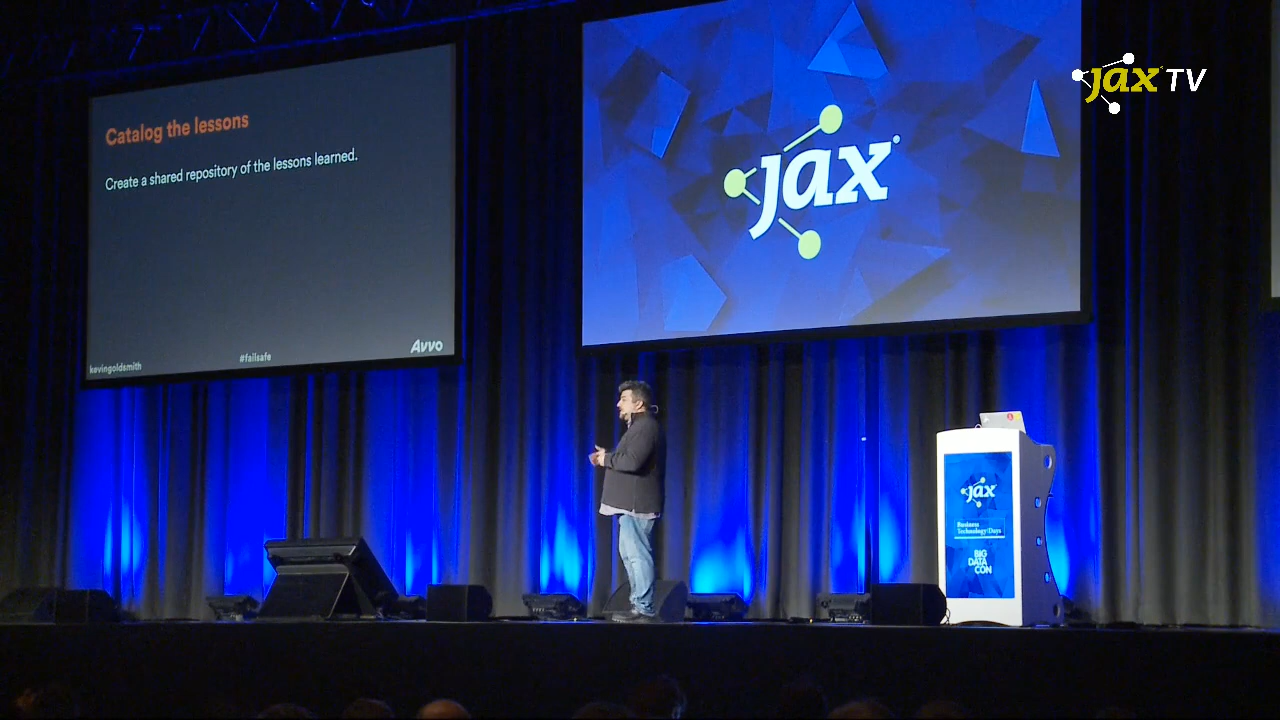 Catalog the lessons
Create a shared repository of the lessons learned.
kevingoldsmith
#failsafe
Avvo
jax
jax TV
jax
Business
Technology Days
BIG
DATA
CON